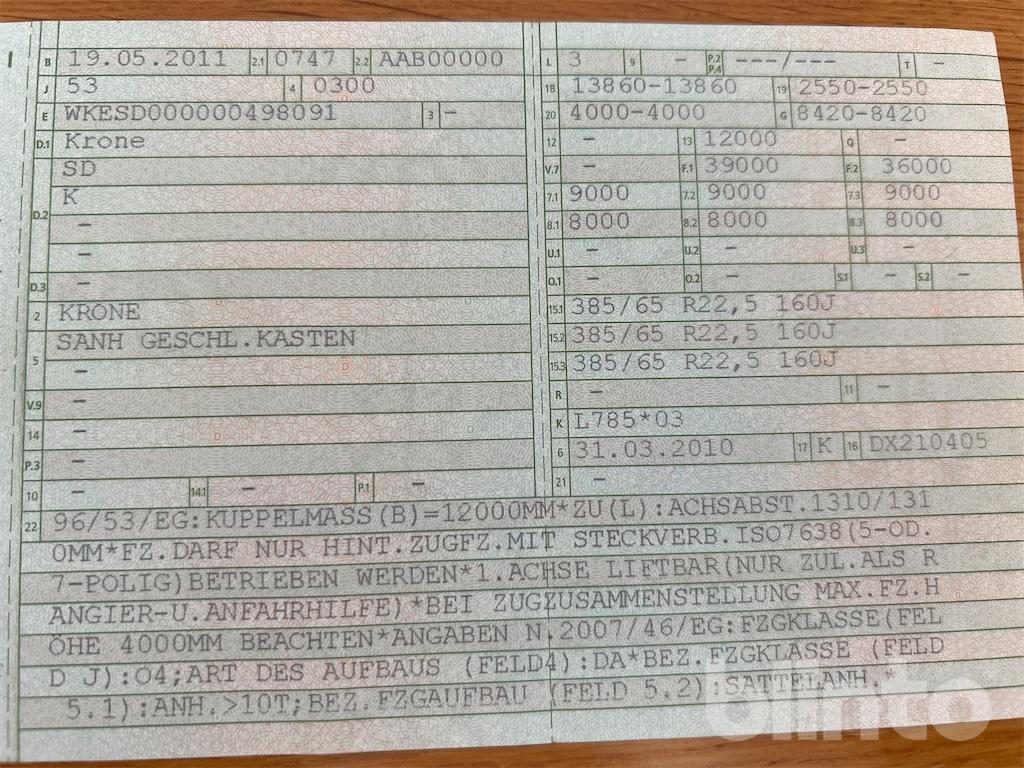 B 19.05.2011 2.1 0747 2.2 AAB00000 L 3 9 – P.2 P.4 ---/--- T –
J 53 4 0300 18 13860-13860 19 2550-2550
E WKESD000000498091 3 – 20 4000-4000 G 8420-8420
D.1 Krone 12 – 13 12000 Q –
SD V.7 – F.1 39000 F.2 36000
D.2 K 7.1 9000 7.2 9000 7.3 9000
– 8.1 8000 8.2 8000 8.3 8000
– U.1 – U.2 – U.3 –
D.3 – O.1 – O.2 – S.1 – S.2 –
2 KRONE 15.1 385/65 R22,5 160J
5 SANH GESCHL.KASTEN 15.2 385/65 R22,5 160J
– 15.3 385/65 R22,5 160J
V.9 – R – 11 –
14 – K L785*03
P.3 – 6 31.03.2010 17 K 16 DX210405
10 – 14.1 – P.1 – 21 –
22 96/53/EG:KUPPELMASS(B)=12000MM*ZU(L):ACHSABST.1310/131
0MM*FZ.DARF NUR HINT.ZUGFZ.MIT STECKVERB.ISO7638(5-OD.
7-POLIG)BETRIEBEN WERDEN*1.ACHSE LIFTBAR(NUR ZUL.ALS R
ANGIER-U.ANFAHRHILFE)*BEI ZUGZUSAMMENSTELLUNG MAX.FZ.H
ÖHE 4000MM BEACHTEN*ANGABEN N.2007/46/EG:FZGKLASSE(FEL
D J):O4;ART DES AUFBAUS (FELD4):DA*BEZ.FZGKLASSE (FELD
5.1):ANH.>10T;BEZ.FZGAUFBAU (FELD 5.2):SATTELANH.*
blinto